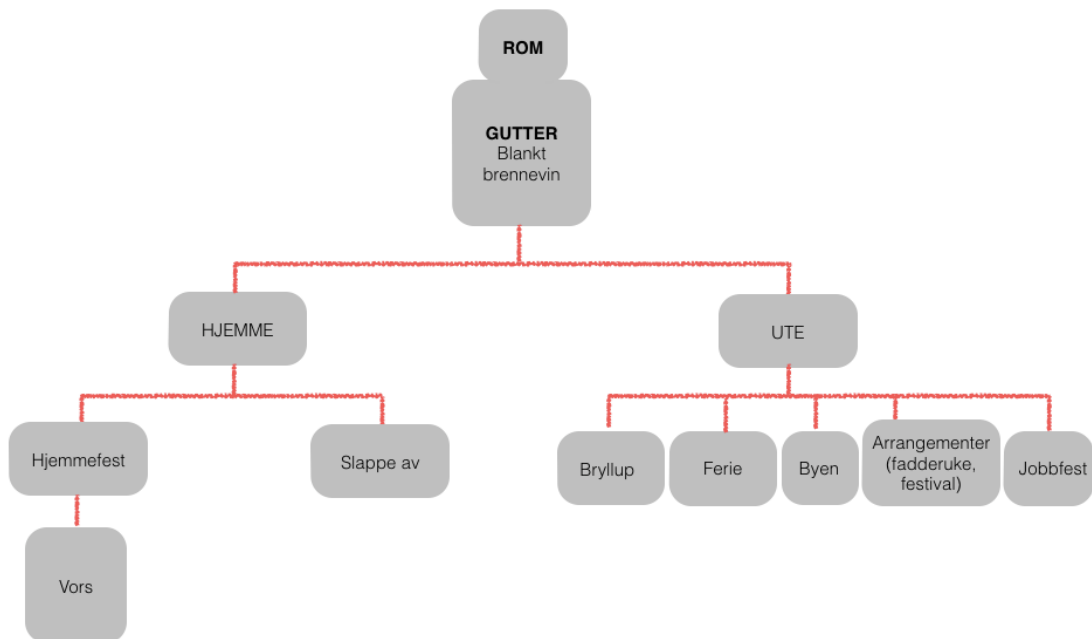 ROM
GUTTER
Blankt
brennevin
HJEMME
UTE
Hjemmefest
Slappe av
Bryllup
Ferie
Byen
Arrangementer
(fadderuke,
festival)
Jobbfest
Vors